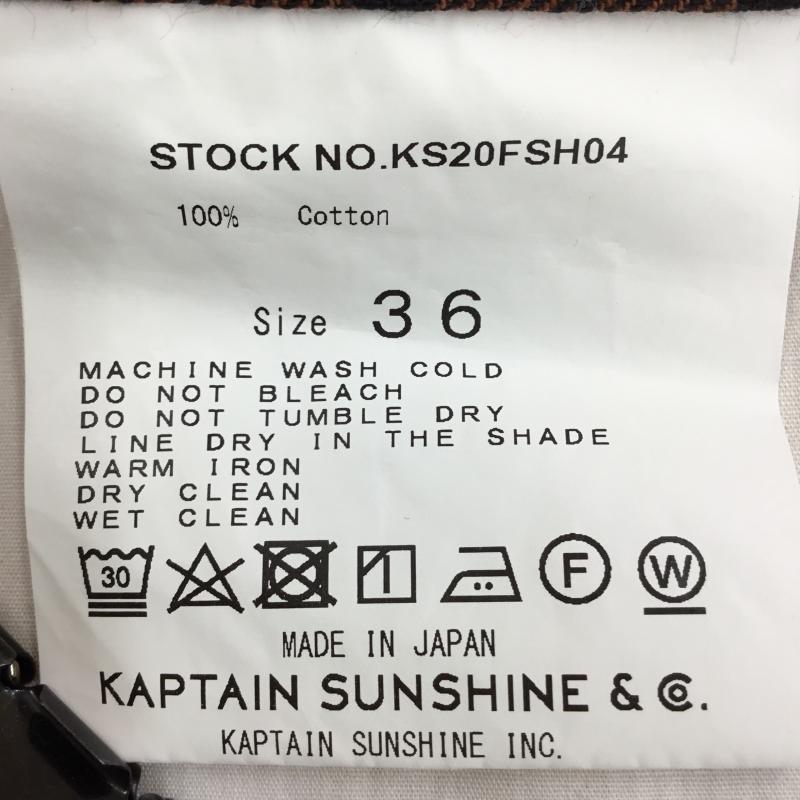 STOCK NO.KS20FSH04
100% Cotton
Size 36
MACHINE WASH COLD
DO NOT BLEACH
DO NOT TUMBLE DRY
LINE DRY IN THE SHADE
WARM IRON
DRY CLEAN
WET CLEAN
30 F W
MADE IN JAPAN
KAPTAIN SUNSHINE & Co.
KAPTAIN SUNSHINE INC.